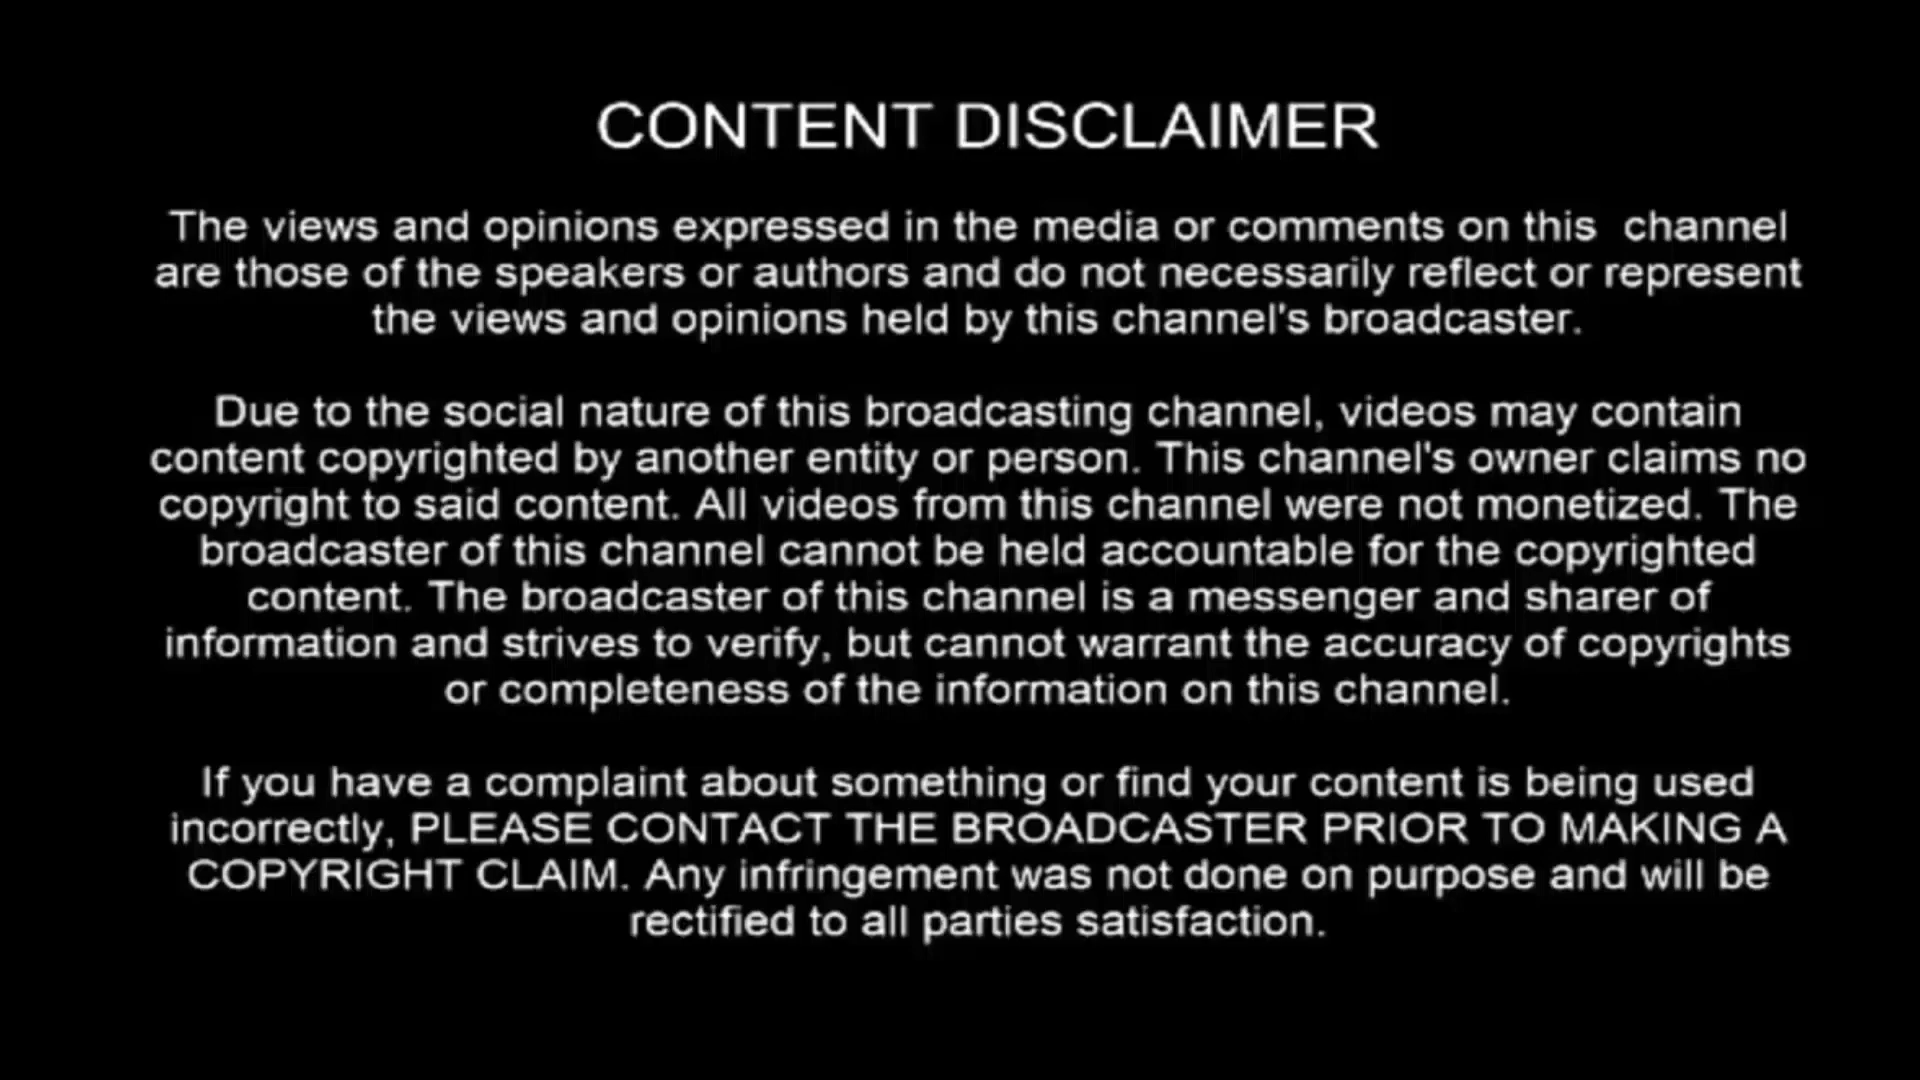 CONTENT DISCLAIMER
The views and opinions expressed in the media or comments on this channel
are those of the speakers or authors and do not necessarily reflect or represent
the views and opinions held by this channel's broadcaster.
Due to the social nature of this broadcasting channel, videos may contain
content copyrighted by another entity or person. This channel's owner claims no
copyright to said content. All videos from this channel were not monetized. The
broadcaster of this channel cannot be held accountable for the copyrighted
content. The broadcaster of this channel is a messenger and sharer of
information and strives to verify, but cannot warrant the accuracy of copyrights
or completeness of the information on this channel.
If you have a complaint about something or find your content is being used
incorrectly, PLEASE CONTACT THE BROADCASTER PRIOR TO MAKING A
COPYRIGHT CLAIM. Any infringement was not done on purpose and will be
rectified to all parties satisfaction.